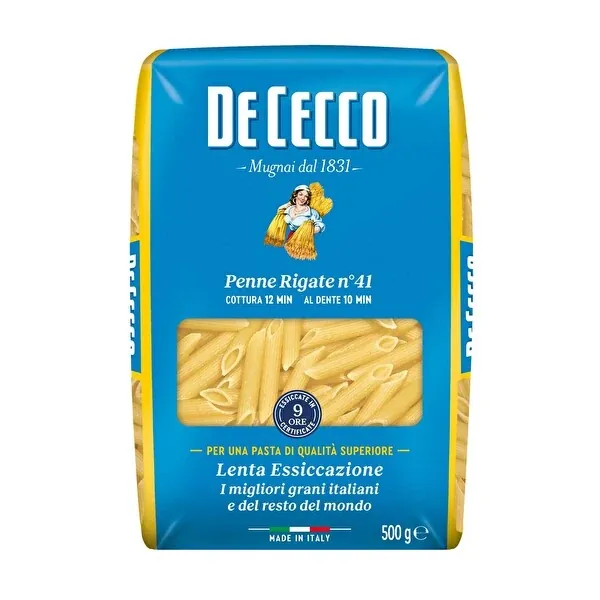 DE CECCO
Mugnai dal 1831
Penne Rigate n°41
COTTURA 12 MIN AL DENTE 10 MIN
ESSICCATE IN
9
ORE
CERTIFICATE
PER UNA PASTA DI QUALITÀ SUPERIORE
Lenta Essiccazione
I migliori grani italiani
e del resto del mondo
MADE IN ITALY
500 g ℮
DE CECCO
DE CECCO